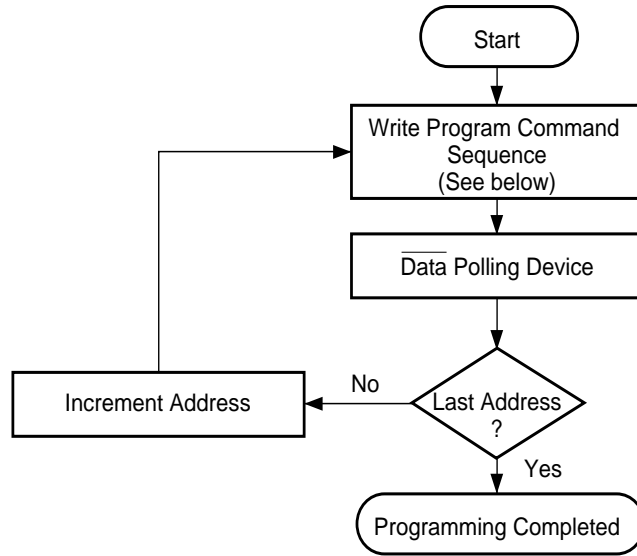 Start
Write Program Command
Sequence
(See below)
Data Polling Device
No
Increment Address
Last Address
?
Yes
Programming Completed